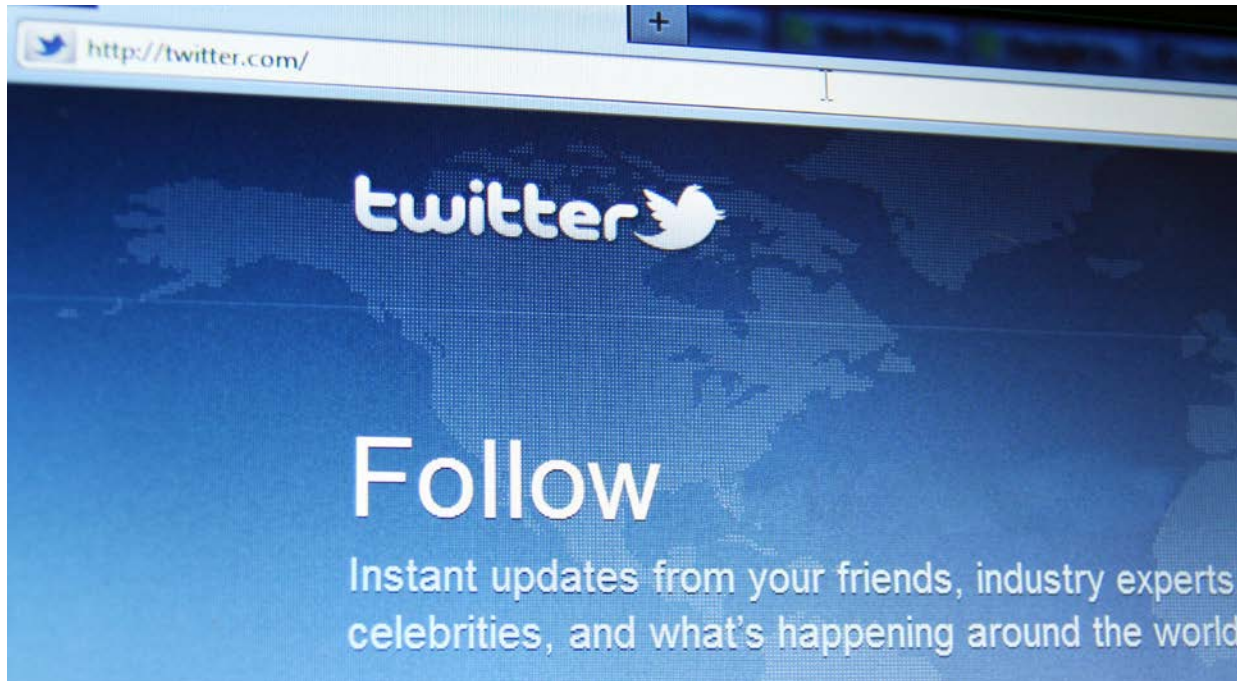 http://twitter.com/
twitter
Follow
Instant updates from your friends, industry experts
celebrities, and what's happening around the world